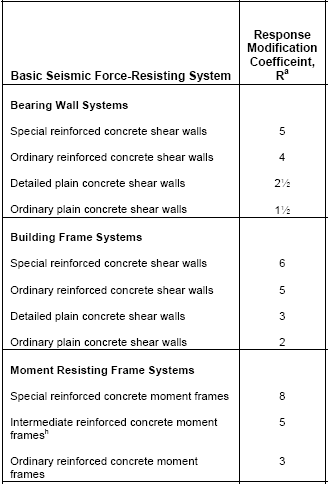 Response
Modification
Coefficeint,
Basic Seismic Force-Resisting System Rᵃ
Bearing Wall Systems
Special reinforced concrete shear walls 5
Ordinary reinforced concrete shear walls 4
Detailed plain concrete shear walls 2½
Ordinary plain concrete shear walls 1½
Building Frame Systems
Special reinforced concrete shear walls 6
Ordinary reinforced concrete shear walls 5
Detailed plain concrete shear walls 3
Ordinary plain concrete shear walls 2
Moment Resisting Frame Systems
Special reinforced concrete moment frames 8
Intermediate reinforced concrete moment 5
framesʰ
Ordinary reinforced concrete moment 3
frames